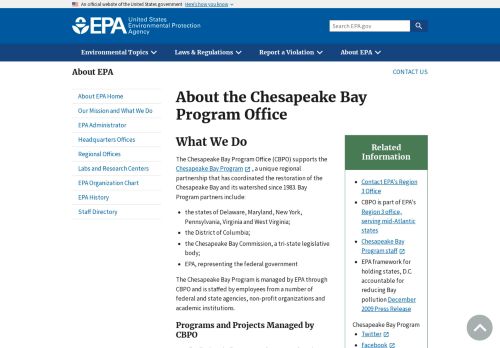 An official website of the United States government Here's how you know
EPA United States
Environmental Protection
Agency
Search EPA.gov
Environmental Topics
Laws & Regulations
Report a Violation
About EPA
About EPA
CONTACT US
About EPA Home
Our Mission and What We Do
EPA Administrator
Headquarters Offices
Regional Offices
Labs and Research Centers
EPA Organization Chart
EPA History
Staff Directory
About the Chesapeake Bay
Program Office
What We Do
The Chesapeake Bay Program Office (CBPO) supports the
Chesapeake Bay Program , a unique regional
partnership that has coordinated the restoration of the
Chesapeake Bay and its watershed since 1983. Bay
Program partners include:
• the states of Delaware, Maryland, New York,
Pennsylvania, Virginia and West Virginia;
• the District of Columbia;
• the Chesapeake Bay Commission, a tri-state legislative
body;
• EPA, representing the federal government
The Chesapeake Bay Program is managed by EPA through
CBPO and is staffed by employees from a number of
federal and state agencies, non-profit organizations and
academic institutions.
Programs and Projects Managed by
CBPO
Related
Information
• Contact EPA's Region
3 Office
• CBPO is part of EPA's
Region 3 office,
serving mid-Atlantic
states
• Chesapeake Bay
Program staff
• EPA framework for
holding states, D.C.
accountable for
reducing Bay
pollution December
2009 Press Release
Chesapeake Bay Program
• Twitter
• Facebook